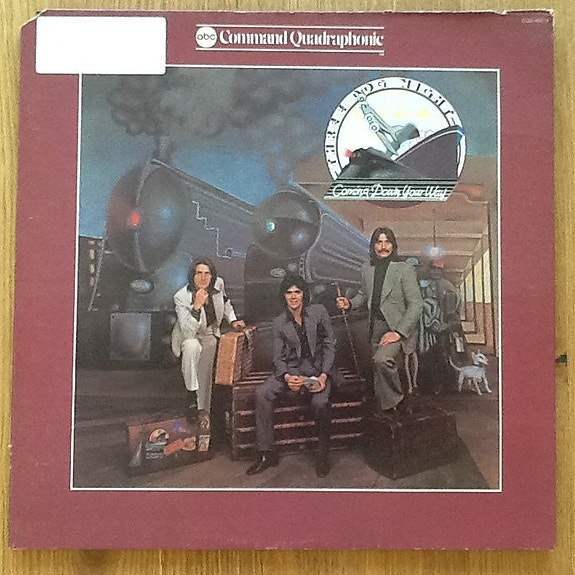 abc Command Quadraphonic
THREE DOG NIGHT
Coming Down Your Way